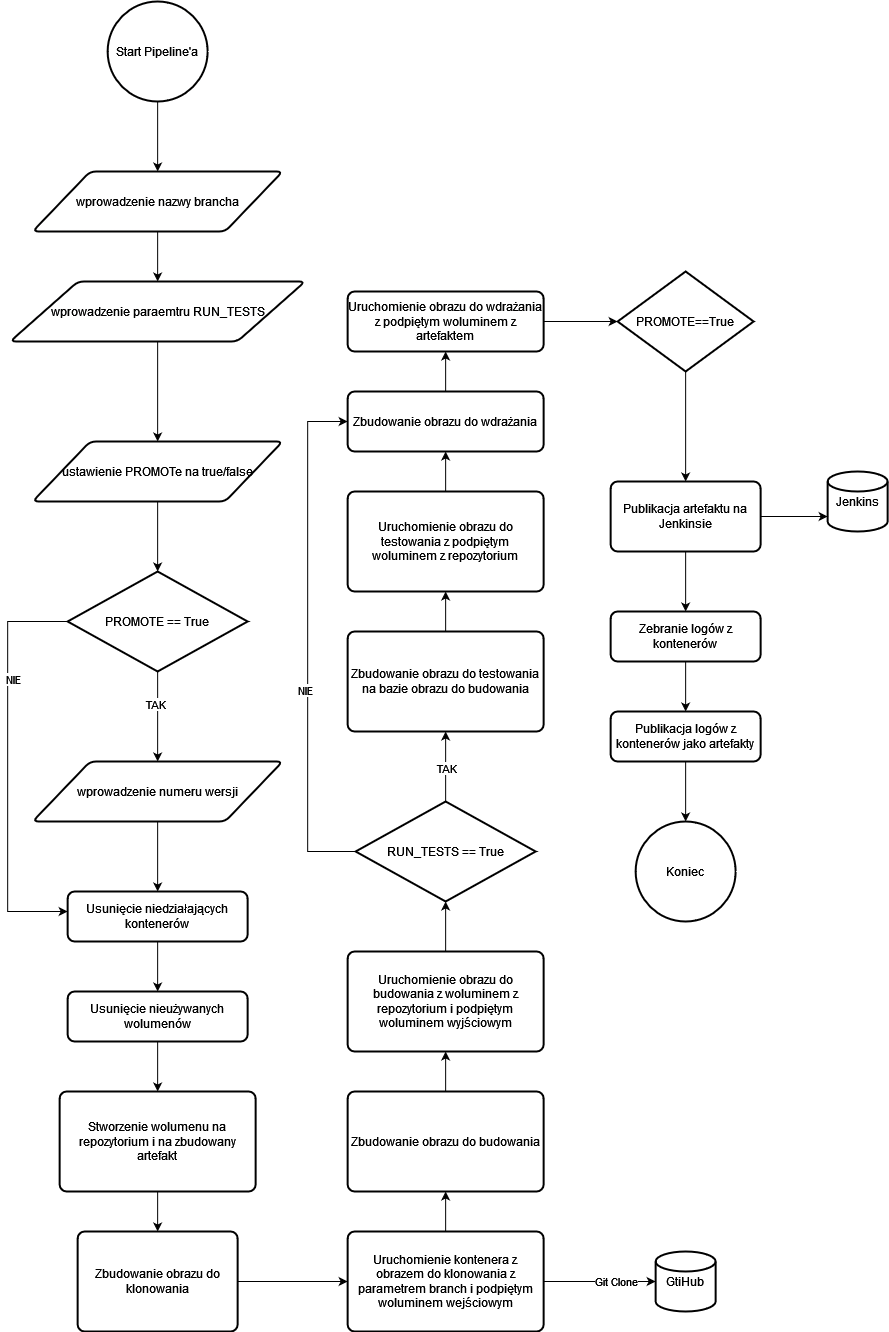 Start Pipeline'a
wprowadzenie nazwy brancha
wprowadzenie paraemtru RUN_TESTS
ustawienie PROMOTe na true/false
PROMOTE == True
NIE
TAK
wprowadzenie numeru wersji
Usunięcie niedziałających
kontenerów
Usunięcie nieużywanych
wolumenów
Stworzenie wolumenu na
repozytorium i na zbudowany
artefakt
Zbudowanie obrazu do
klonowania
Uruchomienie kontenera z
obrazem do klonowania z
parametrem branch i podpiętym
woluminem wejściowym
Git Clone
GtiHub
Zbudowanie obrazu do budowania
Uruchomienie obrazu do
budowania z woluminem z
repozytorium i podpiętym
woluminem wyjściowym
RUN_TESTS == True
NIE
TAK
Zbudowanie obrazu do testowania
na bazie obrazu do budowania
Uruchomienie obrazu do
testowania z podpiętym
woluminem z repozytorium
Zbudowanie obrazu do wdrażania
Uruchomienie obrazu do wdrażania
z podpiętym woluminem z
artefaktem
PROMOTE==True
Publikacja artefaktu na
Jenkinsie
Jenkins
Zebranie logów z
kontenerów
Publikacja logów z
kontenerów jako artefakty
Koniec